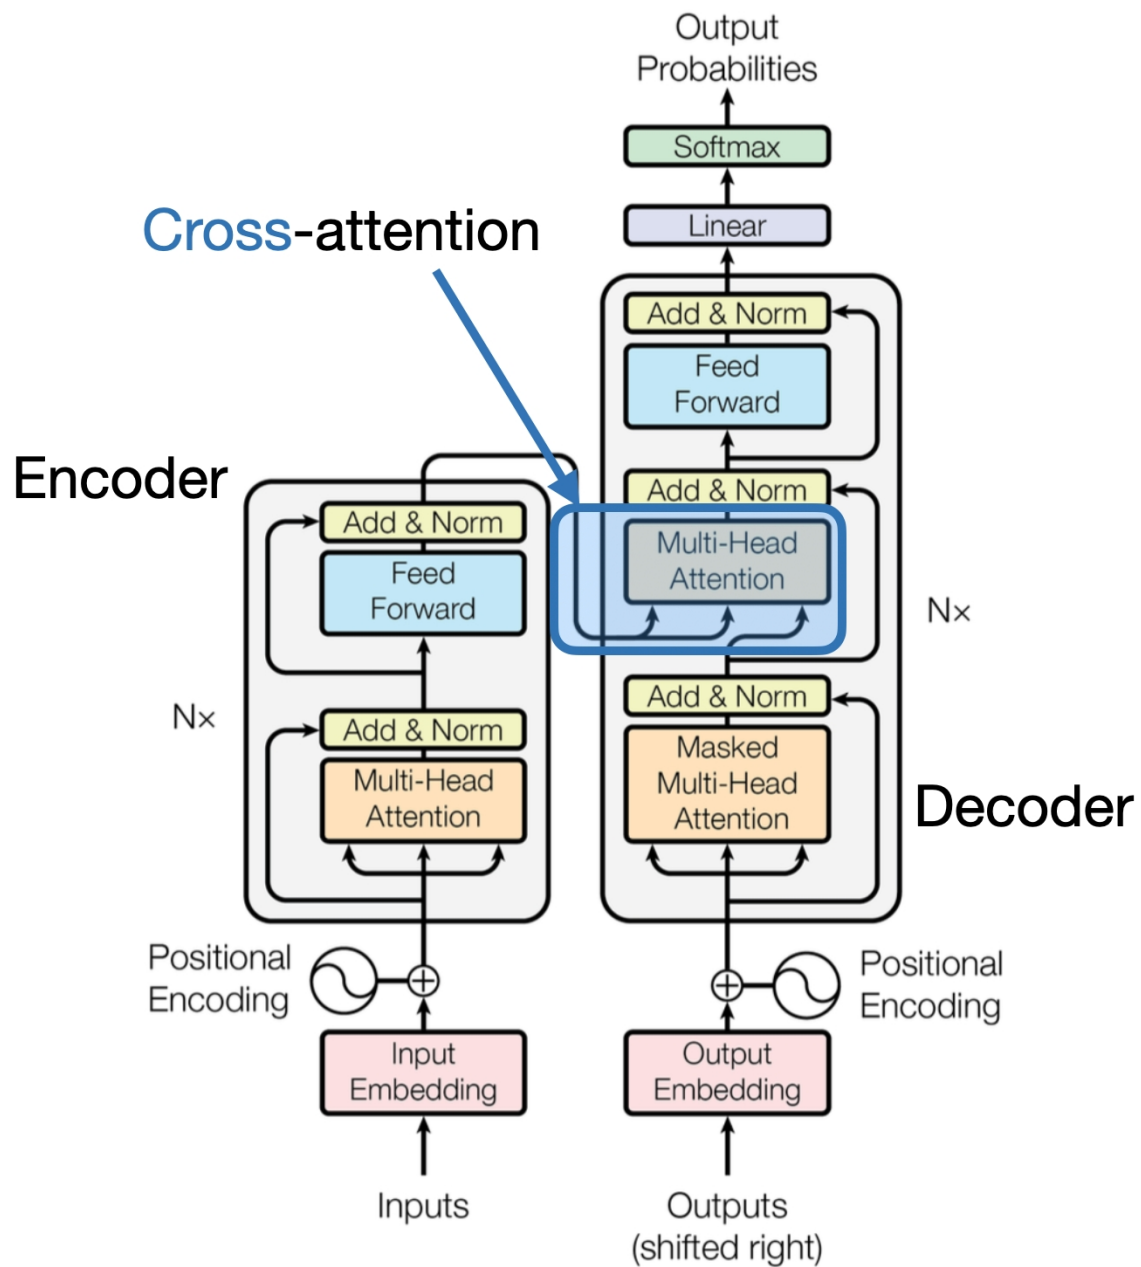 Output
Probabilities
Softmax
Linear
Cross-attention
Add & Norm
Feed
Forward
Add & Norm
Multi-Head
Attention
Nx
Add & Norm
Masked
Multi-Head
Attention
Decoder
Encoder
Add & Norm
Feed
Forward
Nx
Add & Norm
Multi-Head
Attention
Positional
Encoding
Positional
Encoding
Input
Embedding
Output
Embedding
Inputs
Outputs
(shifted right)